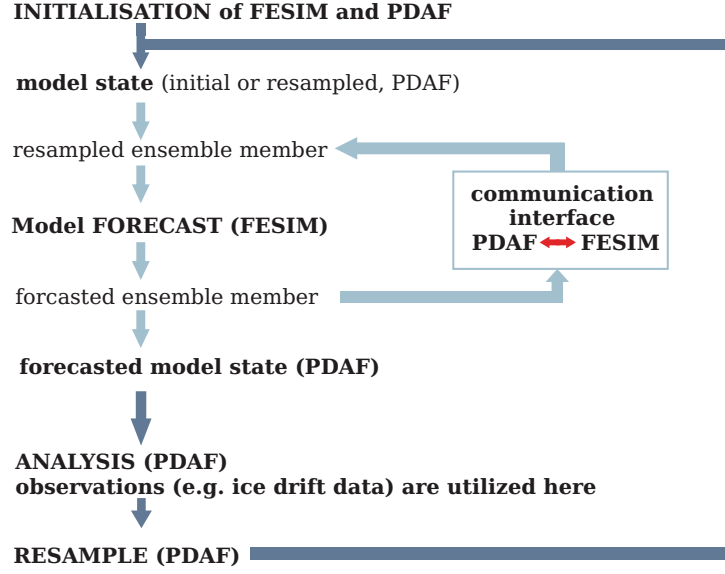 INITIALISATION of FESIM and PDAF
model state (initial or resampled, PDAF)
resampled ensemble member
communication
interface
PDAF FESIM
Model FORECAST (FESIM)
forcasted ensemble member
forecasted model state (PDAF)
ANALYSIS (PDAF)
observations (e.g. ice drift data) are utilized here
RESAMPLE (PDAF)